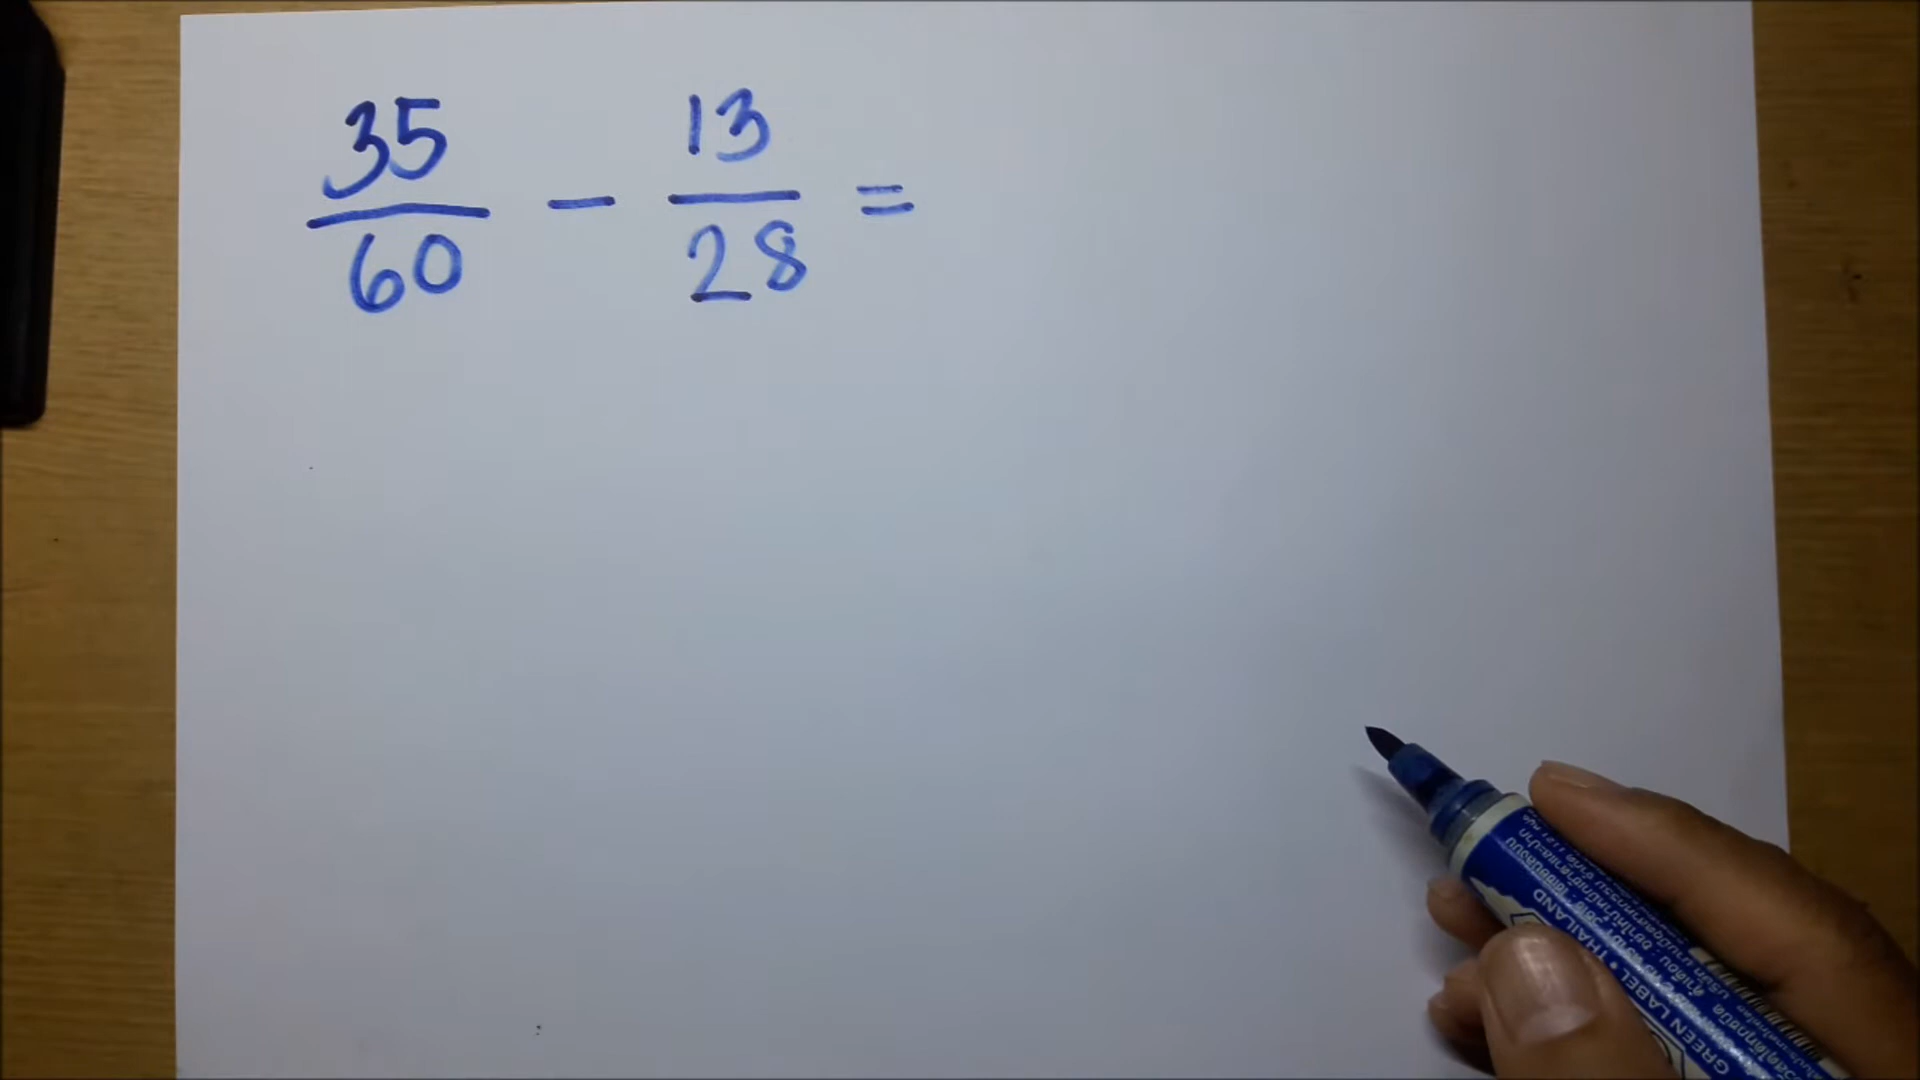 35/60 - 13/28 =
GREEN LABEL • THAILAND